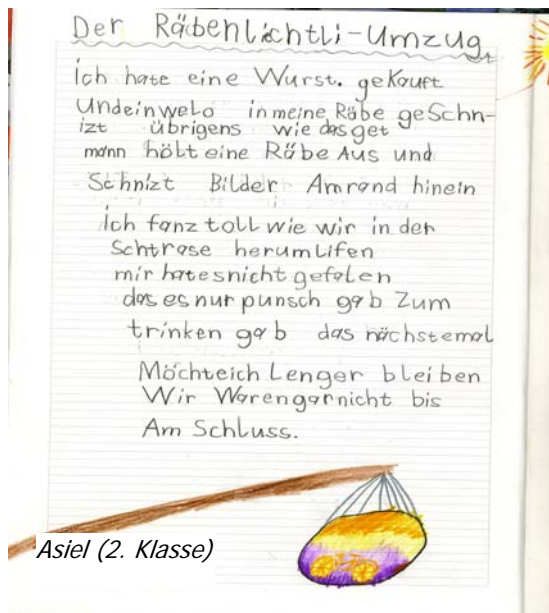 Der Räbenlichtli-Umzug
ich hate eine Wurst. gekauft
Undeinwelo in meine Räbe geSchn-
izt übrigens wie das get
mann hölt eine Räbe Aus und
Schnizt Bilder Amrand hinein
ich fanz toll wie wir in der
Schtrase herumlifen
mir hatesnicht gefalen
das es nur punsch gab Zum
trinken gab das nächstemal
Möchteich Lenger bleiben
Wir Warengarnicht bis
Am Schluss.
Asiel (2. Klasse)